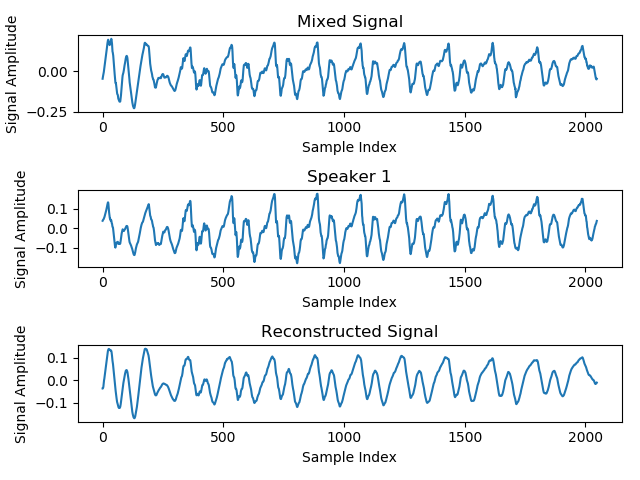 Mixed Signal
Signal Amplitude
0.00
−0.25
0 500 1000 1500 2000
Sample Index
Speaker 1
Signal Amplitude
0.1
0.0
−0.1
0 500 1000 1500 2000
Sample Index
Reconstructed Signal
Signal Amplitude
0.1
0.0
−0.1
0 500 1000 1500 2000
Sample Index